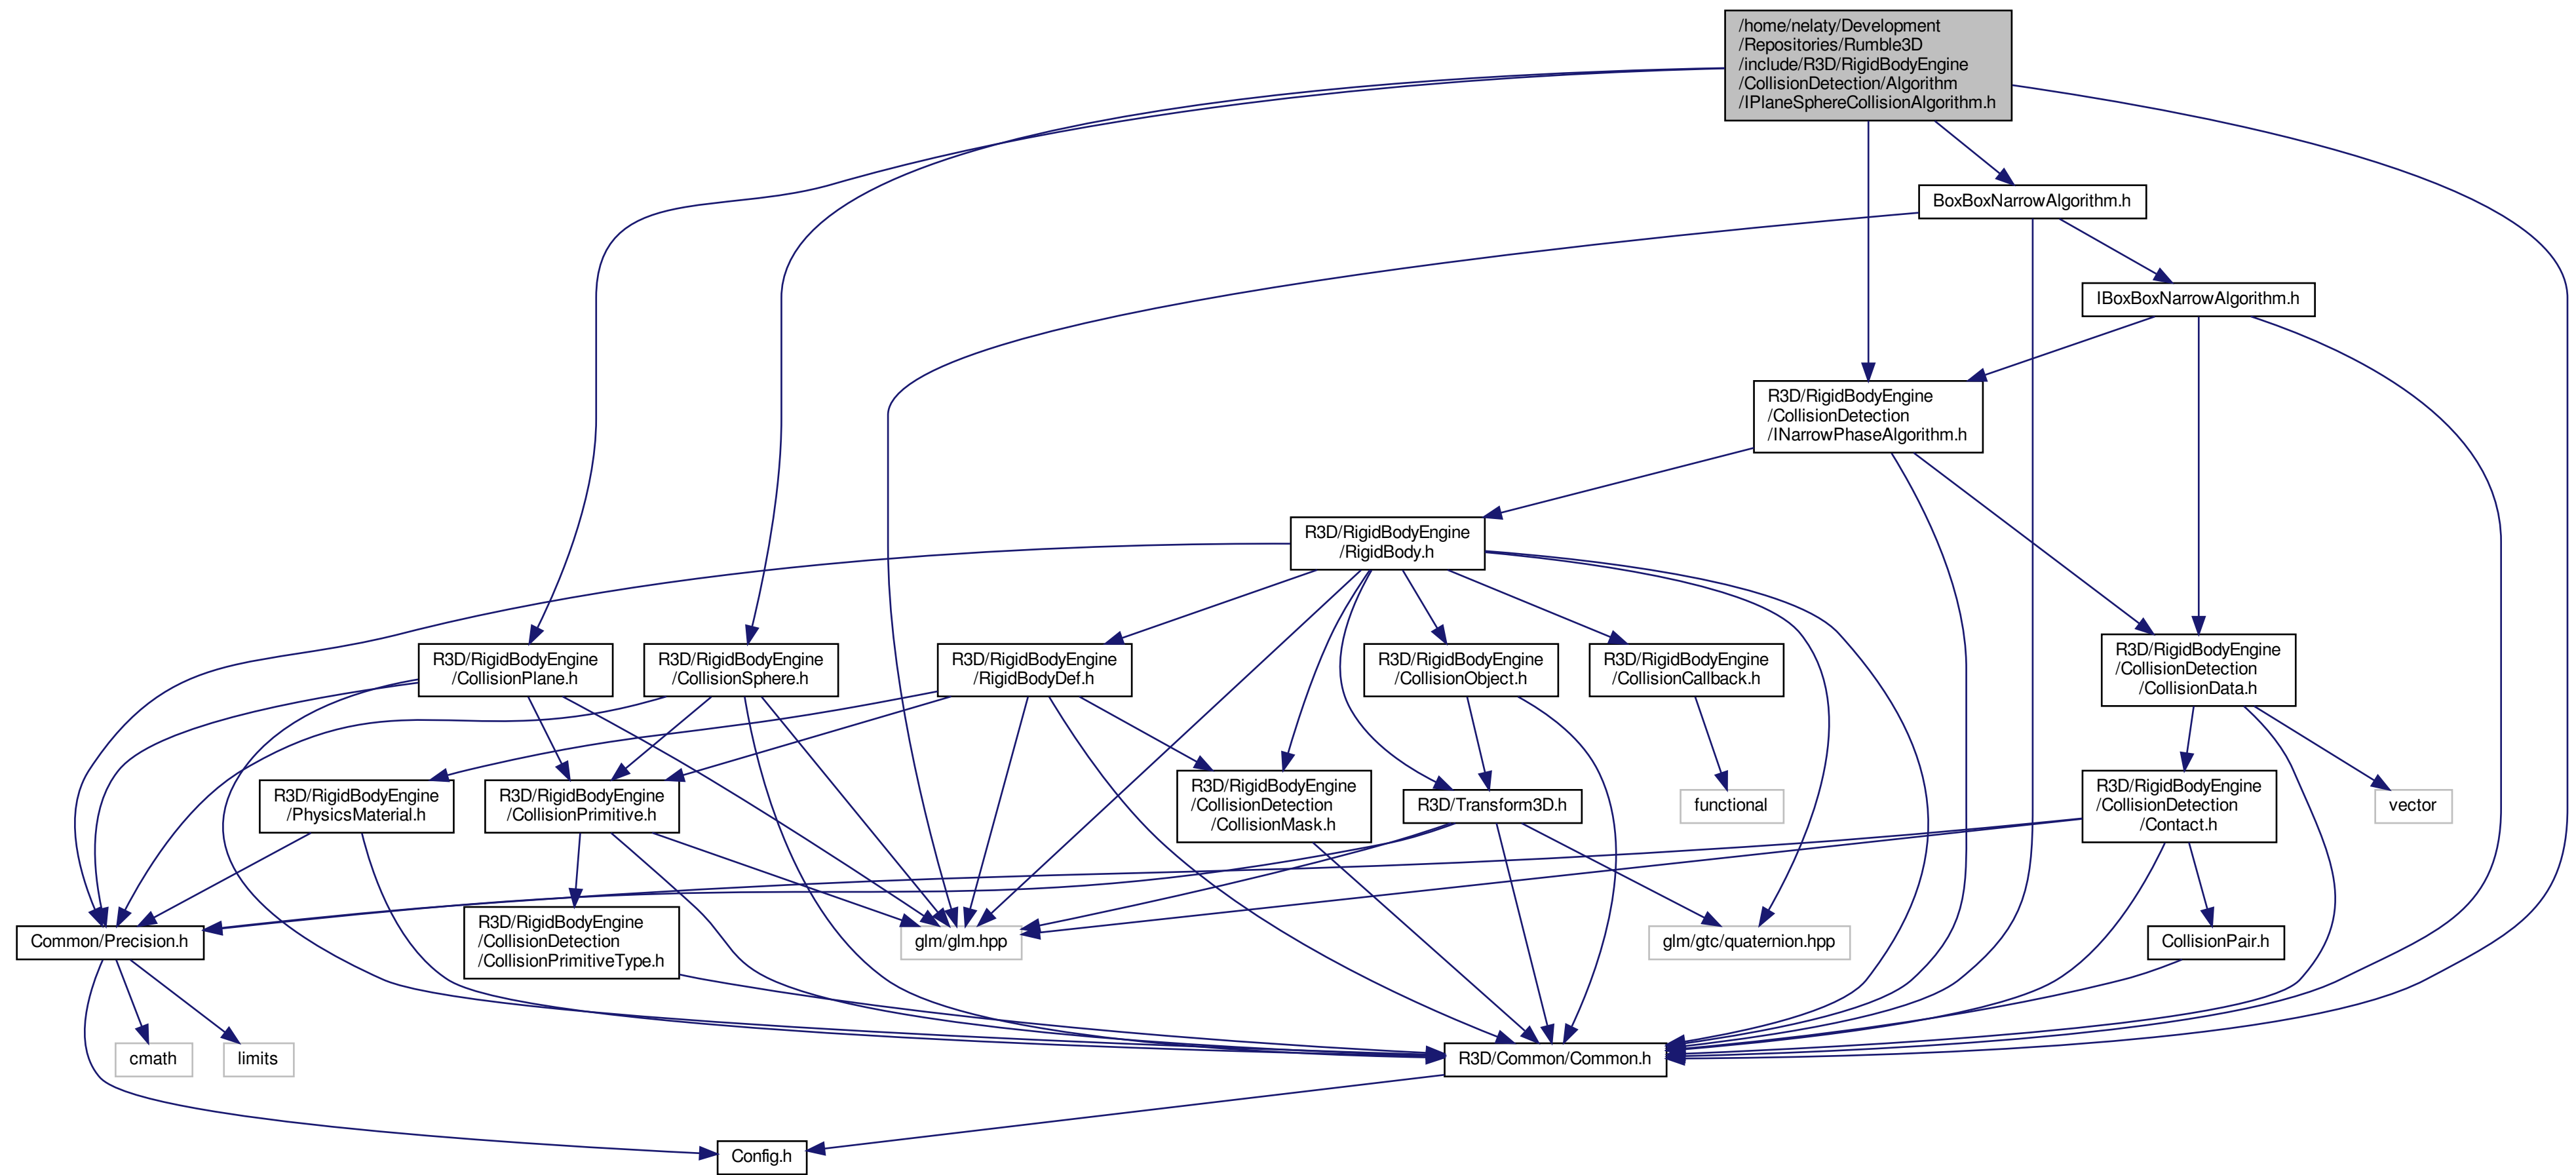 /home/nelaty/Development
/Repositories/Rumble3D
/include/R3D/RigidBodyEngine
/CollisionDetection/Algorithm
/IPlaneSphereCollisionAlgorithm.h
BoxBoxNarrowAlgorithm.h
IBoxBoxNarrowAlgorithm.h
R3D/RigidBodyEngine
/CollisionDetection
/INarrowPhaseAlgorithm.h
R3D/RigidBodyEngine
/RigidBody.h
R3D/RigidBodyEngine
/CollisionPlane.h
R3D/RigidBodyEngine
/CollisionSphere.h
R3D/RigidBodyEngine
/RigidBodyDef.h
R3D/RigidBodyEngine
/CollisionObject.h
R3D/RigidBodyEngine
/CollisionCallback.h
R3D/RigidBodyEngine
/CollisionDetection
/CollisionData.h
R3D/RigidBodyEngine
/PhysicsMaterial.h
R3D/RigidBodyEngine
/CollisionPrimitive.h
R3D/RigidBodyEngine
/CollisionDetection
/CollisionMask.h
R3D/Transform3D.h
functional
R3D/RigidBodyEngine
/CollisionDetection
/Contact.h
vector
Common/Precision.h
R3D/RigidBodyEngine
/CollisionDetection
/CollisionPrimitiveType.h
glm/glm.hpp
glm/gtc/quaternion.hpp
CollisionPair.h
cmath
limits
R3D/Common/Common.h
Config.h